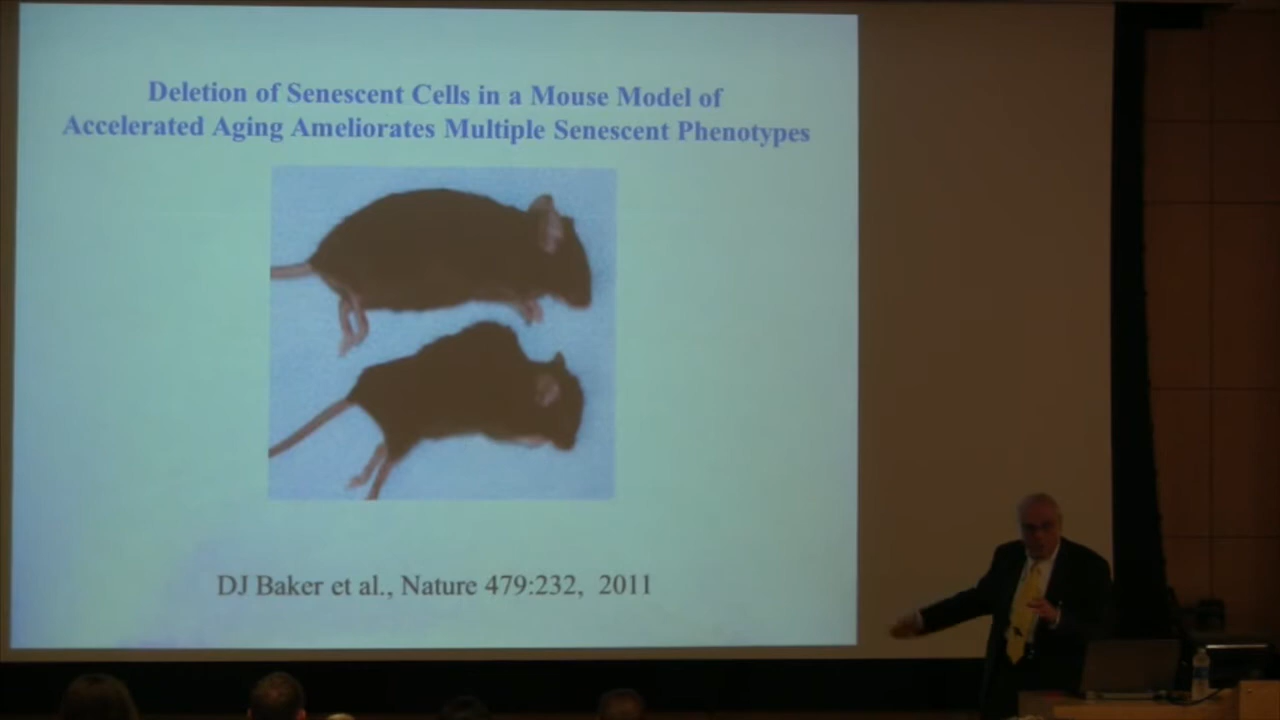 Deletion of Senescent Cells in a Mouse Model of
Accelerated Aging Ameliorates Multiple Senescent Phenotypes
DJ Baker et al., Nature 479:232, 2011